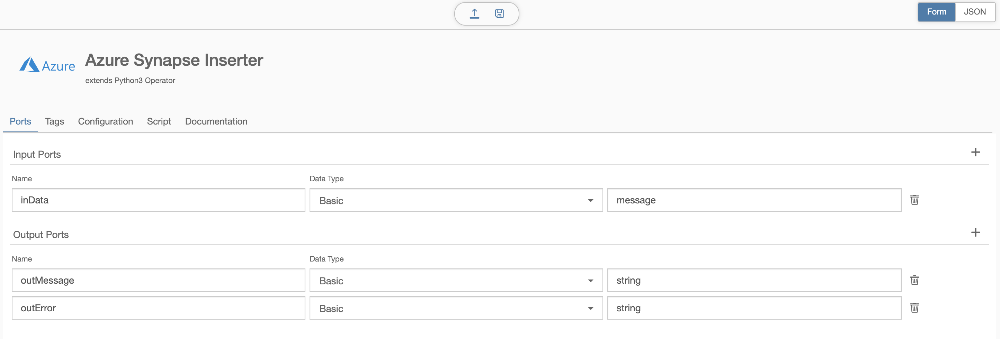 Form JSON
Azure Azure Synapse Inserter
extends Python3 Operator
Ports Tags Configuration Script Documentation
Input Ports
Name Data Type
inData Basic message
Output Ports
Name Data Type
outMessage Basic string
outError Basic string